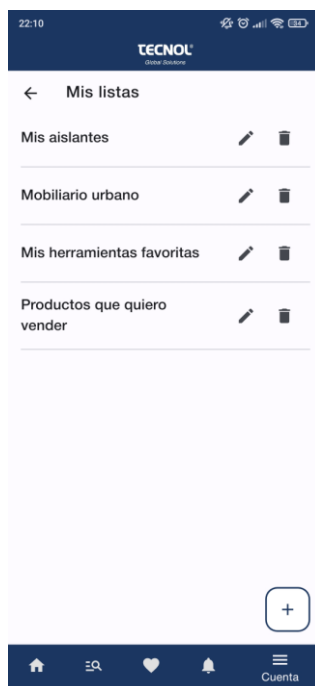 22:10
TECNOL
Global Solutions
Mis listas
Mis aislantes
Mobiliario urbano
Mis herramientas favoritas
Productos que quiero
vender
+
Cuenta